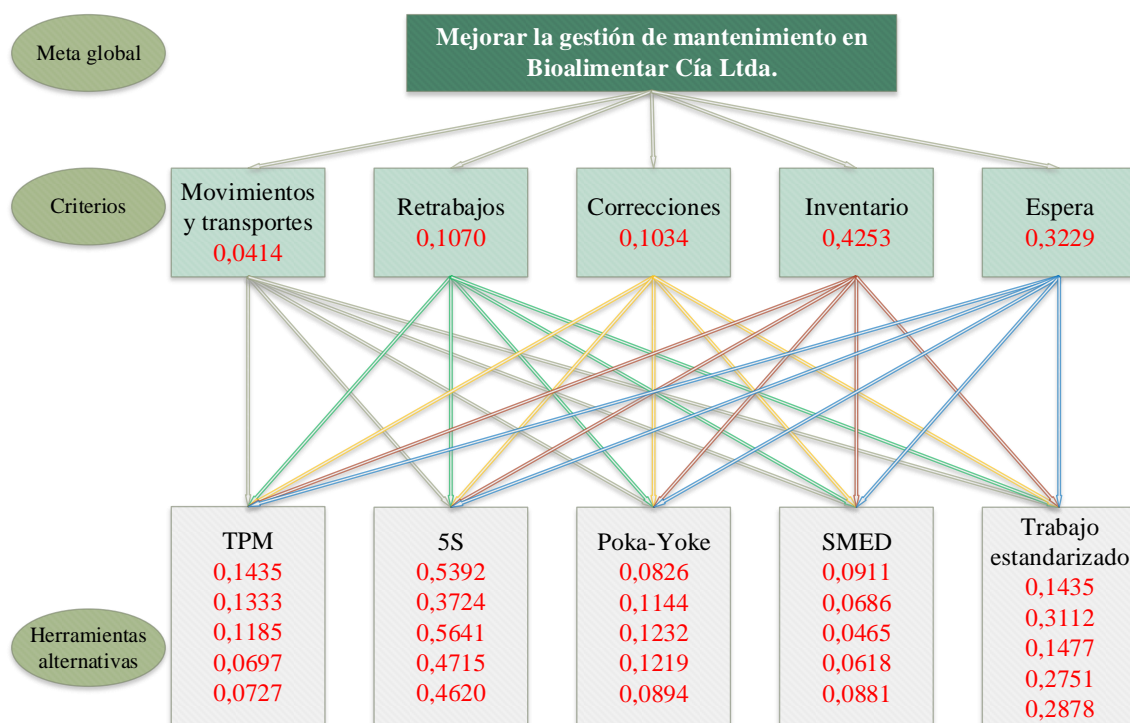 Meta global
Mejorar la gestión de mantenimiento en
Bioalimentar Cía Ltda.
Criterios
Movimientos
y transportes
0,0414
Retrabajos
0,1070
Correcciones
0,1034
Inventario
0,4253
Espera
0,3229
Herramientas
alternativas
TPM
0,1435
0,1333
0,1185
0,0697
0,0727
5S
0,5392
0,3724
0,5641
0,4715
0,4620
Poka-Yoke
0,0826
0,1144
0,1232
0,1219
0,0894
SMED
0,0911
0,0686
0,0465
0,0618
0,0881
Trabajo
estandarizado
0,1435
0,3112
0,1477
0,2751
0,2878